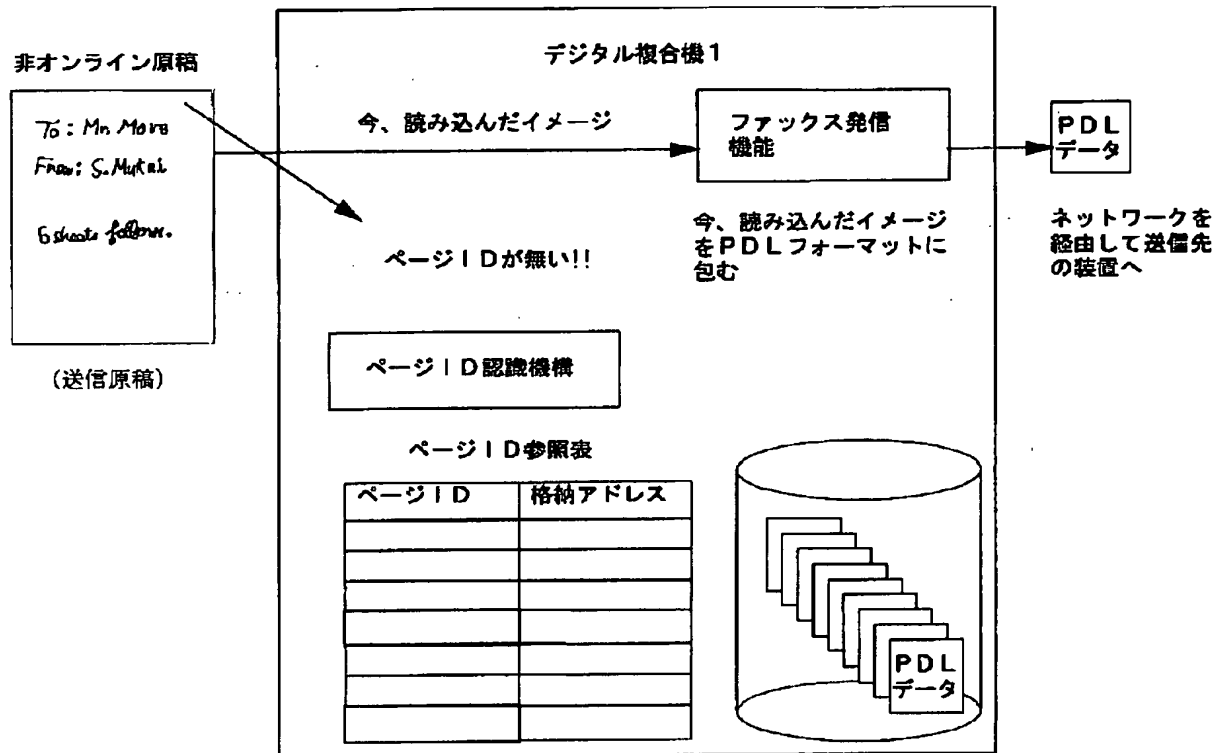 デジタル複合機1
非オンライン原稿
To: Mr. Mora
From: S. Mukai
6 sheets follows.
(送信原稿)
今、読み込んだイメージ
ページIDが無い!!
ファックス発信
機能
今、読み込んだイメージ
をPDLフォーマットに
包む
PDL
データ
ネットワークを
経由して送信先
の装置へ
ページID認識機構
ページID参照表
ページID 格納アドレス
PDL
データ